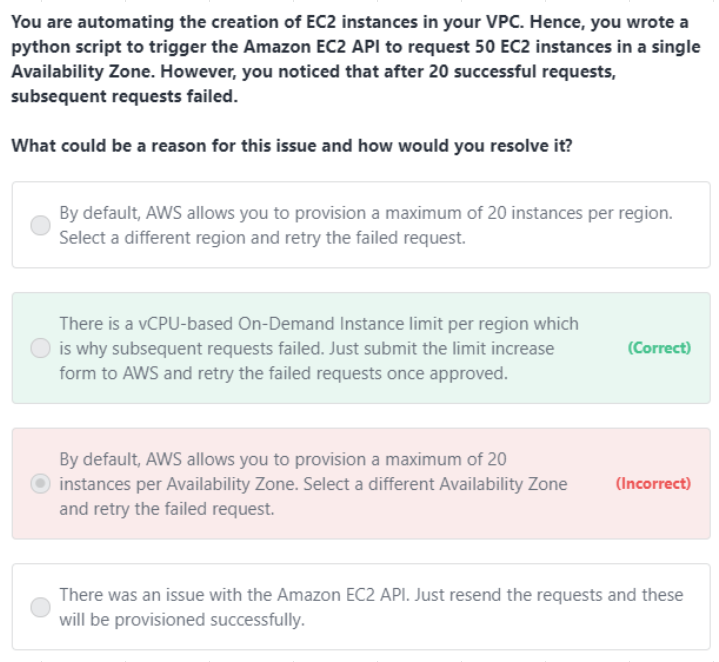 You are automating the creation of EC2 instances in your VPC. Hence, you wrote a
python script to trigger the Amazon EC2 API to request 50 EC2 instances in a single
Availability Zone. However, you noticed that after 20 successful requests,
subsequent requests failed.
What could be a reason for this issue and how would you resolve it?
By default, AWS allows you to provision a maximum of 20 instances per region.
Select a different region and retry the failed request.
There is a vCPU-based On-Demand Instance limit per region which
is why subsequent requests failed. Just submit the limit increase
form to AWS and retry the failed requests once approved.
(Correct)
By default, AWS allows you to provision a maximum of 20
instances per Availability Zone. Select a different Availability Zone
and retry the failed request.
(Incorrect)
There was an issue with the Amazon EC2 API. Just resend the requests and these
will be provisioned successfully.